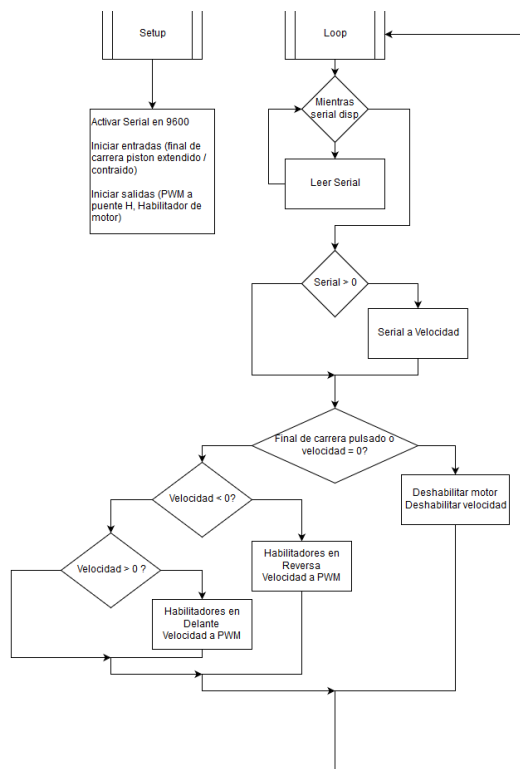 Setup
Loop
Mientras
serial disp.
Activar Serial en 9600
Iniciar entradas (final de
carrera piston extendido /
contraido)
Iniciar salidas (PWM a
puente H, Habilitador de
motor)
Leer Serial
Serial > 0
Serial a Velocidad
Final de carrera pulsado o
velocidad = 0?
Velocidad < 0?
Deshabilitar motor
Deshabilitar velocidad
Velocidad > 0 ?
Habilitadores en
Reversa
Velocidad a PWM
Habilitadores en
Delante
Velocidad a PWM